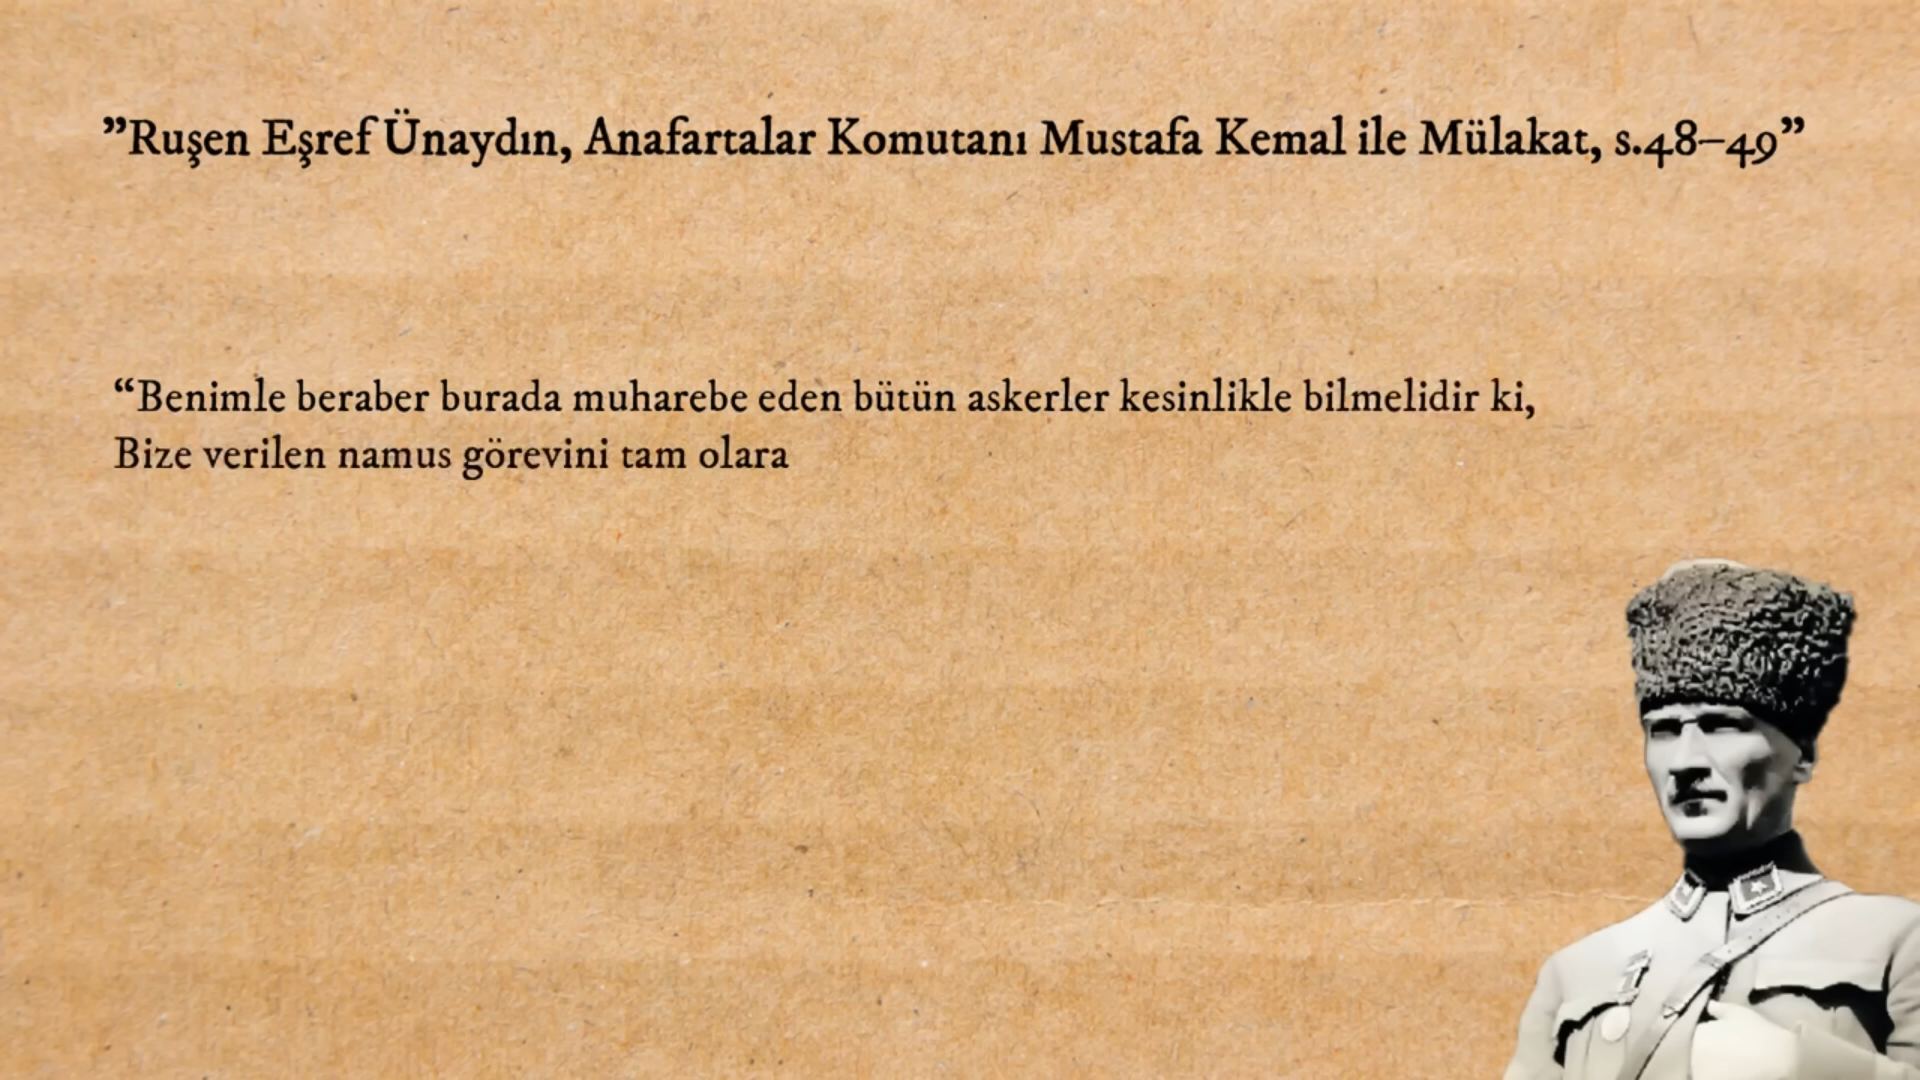 ”Ruşen Eşref Ünaydın, Anafartalar Komutanı Mustafa Kemal ile Mülakat, s.48–49”
“Benimle beraber burada muharebe eden bütün askerler kesinlikle bilmelidir ki,
Bize verilen namus görevini tam olara